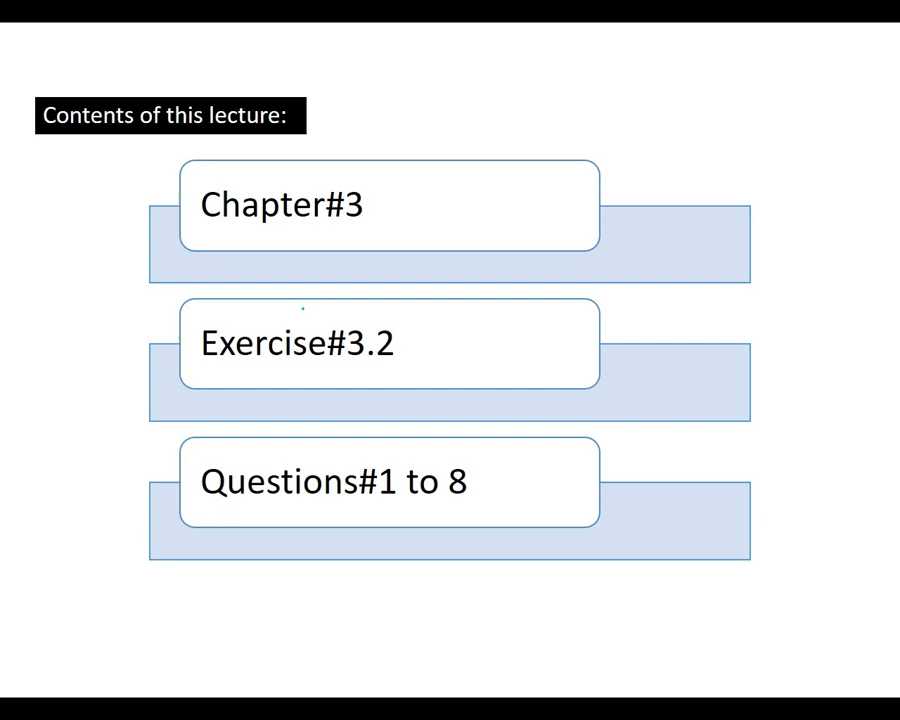 Contents of this lecture:
Chapter#3
Exercise#3.2
Questions#1 to 8